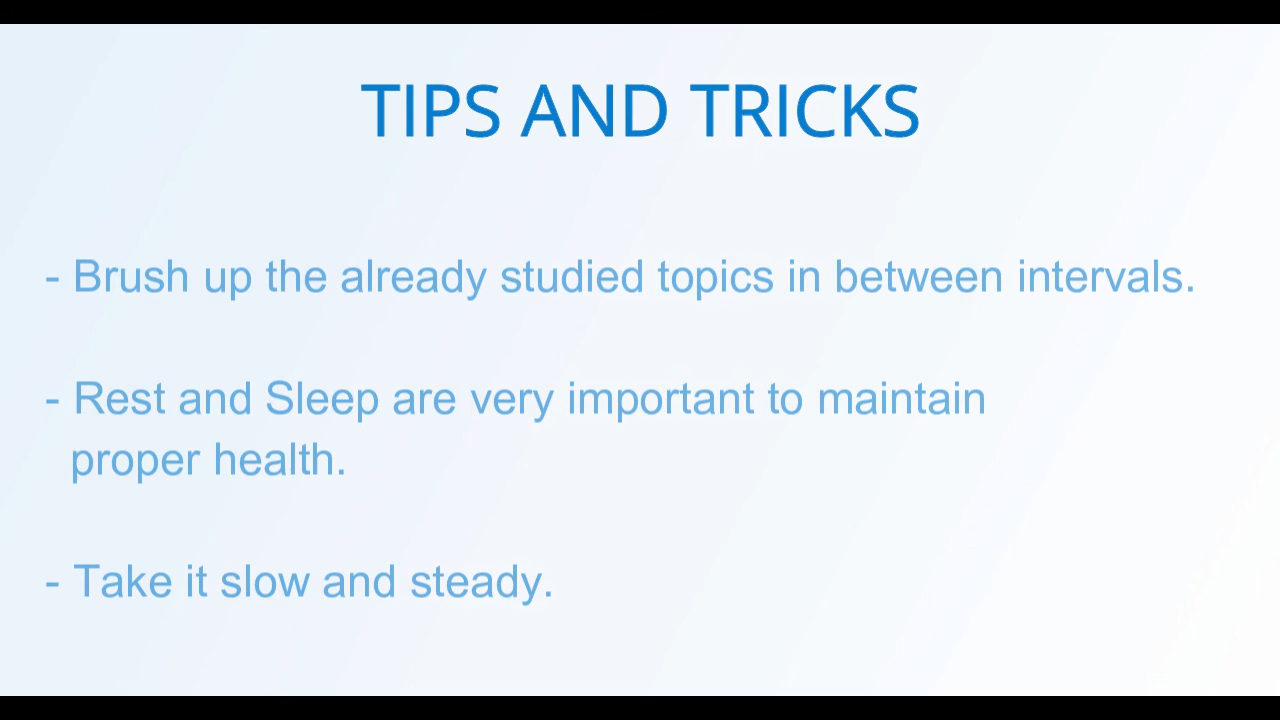 TIPS AND TRICKS
- Brush up the already studied topics in between intervals.
- Rest and Sleep are very important to maintain
proper health.
- Take it slow and steady.